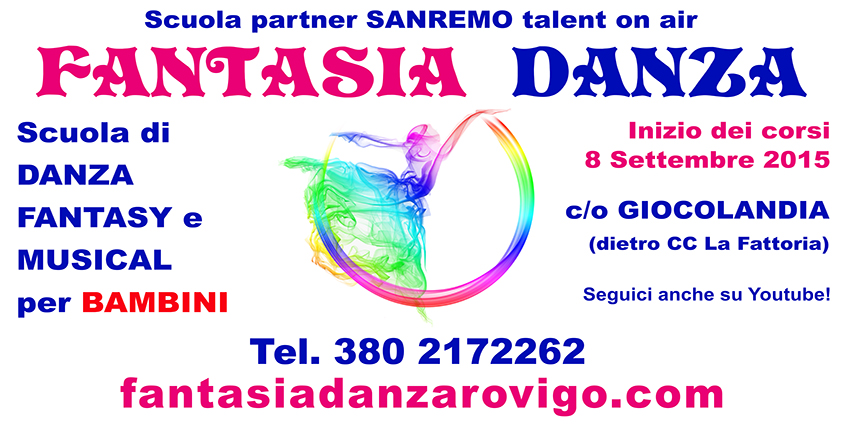 Scuola partner SANREMO talent on air
FANTASIA DANZA
Scuola di
DANZA
FANTASY e
MUSICAL
per BAMBINI
Inizio dei corsi
8 Settembre 2015
c/o GIOCOLANDIA
(dietro CC La Fattoria)
Seguici anche su Youtube!
Tel. 380 2172262
fantasiadanzarovigo.com